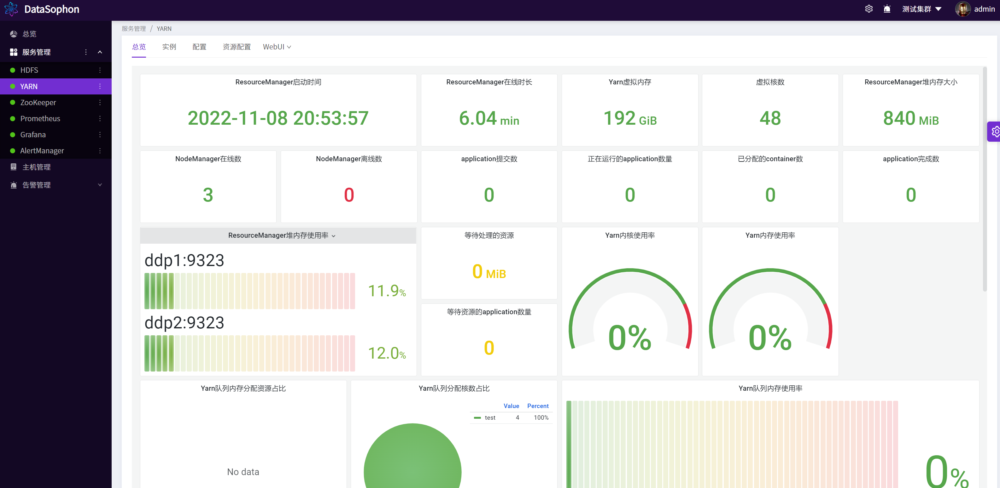 DataSophon
测试集群
admin
总览
服务管理
HDFS
YARN
ZooKeeper
Prometheus
Grafana
AlertManager
主机管理
告警管理
服务管理 / YARN
总览 实例 配置 资源配置 WebUI
ResourceManager启动时间
2022-11-08 20:53:57
ResourceManager在线时长
6.04 min
Yarn虚拟内存
192 GiB
虚拟核数
48
ResourceManager堆内存大小
840 MiB
NodeManager在线数
3
NodeManager离线数
0
application提交数
0
正在运行的application数量
0
已分配的container数
0
application完成数
0
ResourceManager堆内存使用率
ddp1:9323
11.9%
ddp2:9323
12.0%
等待处理的资源
0 MiB
等待资源的application数量
0
Yarn内核使用率
0%
Yarn内存使用率
0%
Yarn队列内存分配资源占比
No data
Yarn队列分配核数占比
Value Percent
test 4 100%
Yarn队列内存使用率
0%